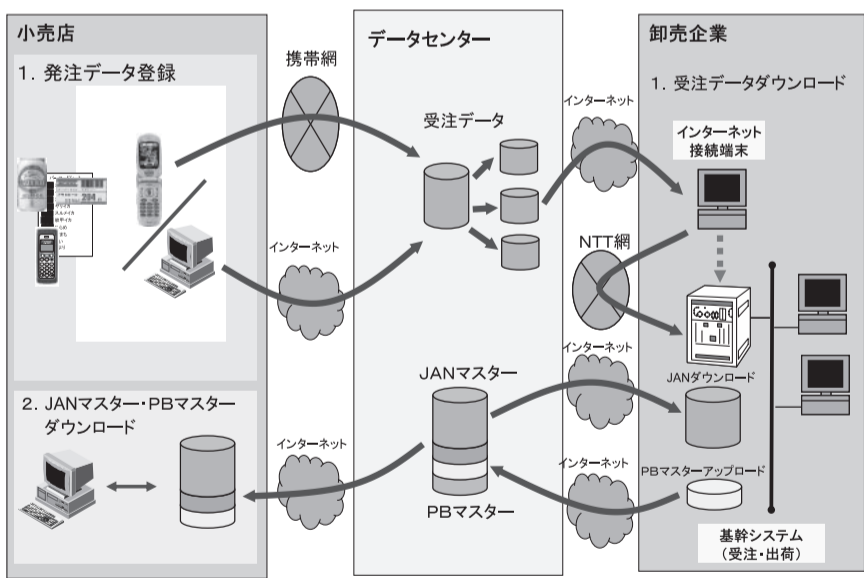 小売店
1. 発注データ登録
携帯網
インターネット
2. JANマスター・PBマスター
ダウンロード
インターネット
データセンター
受注データ
JANマスター
PBマスター
インターネット
NTT網
インターネット
インターネット
卸売企業
1. 受注データダウンロード
インターネット
接続端末
JANダウンロード
PBマスターアップロード
基幹システム
(受注・出荷)